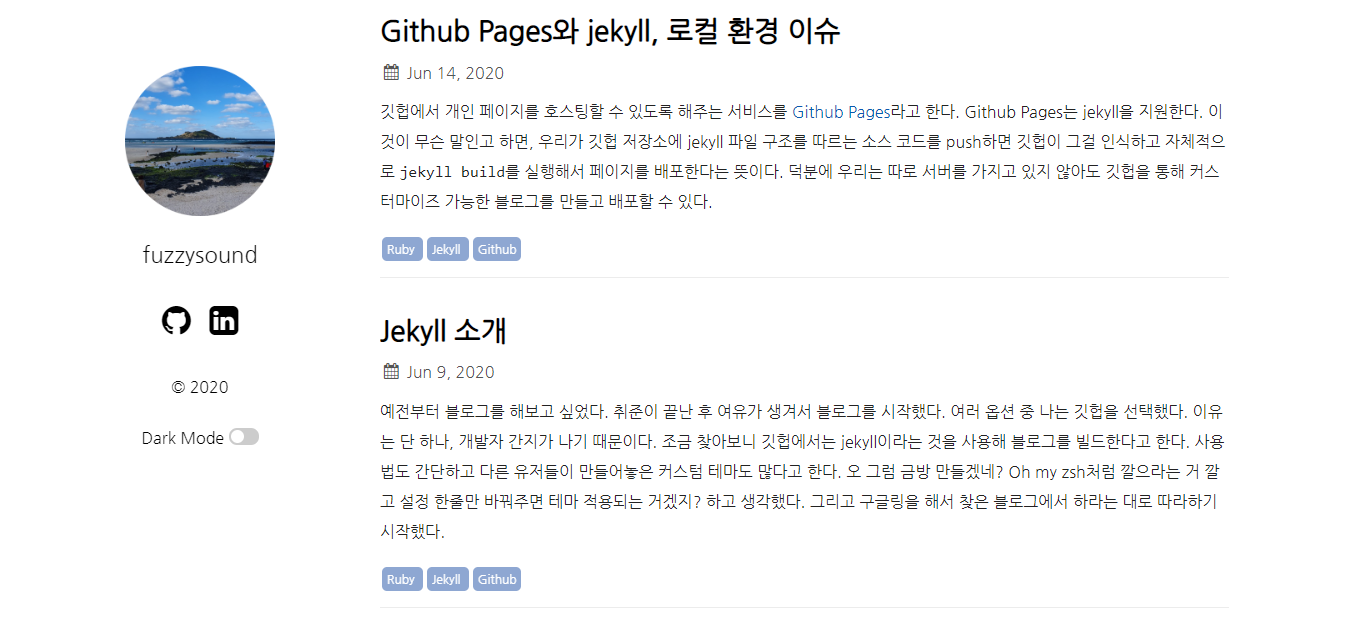 fuzzysound
© 2020
Dark Mode
Github Pages와 jekyll, 로컬 환경 이슈
Jun 14, 2020
깃헙에서 개인 페이지를 호스팅할 수 있도록 해주는 서비스를 Github Pages라고 한다. Github Pages는 jekyll을 지원한다. 이
것이 무슨 말인고 하면, 우리가 깃헙 저장소에 jekyll 파일 구조를 따르는 소스 코드를 push하면 깃헙이 그걸 인식하고 자체적으
로 jekyll build를 실행해서 페이지를 배포한다는 뜻이다. 덕분에 우리는 따로 서버를 가지고 있지 않아도 깃헙을 통해 커스
터마이즈 가능한 블로그를 만들고 배포할 수 있다.
Ruby Jekyll Github
Jekyll 소개
Jun 9, 2020
예전부터 블로그를 해보고 싶었다. 취준이 끝난 후 여유가 생겨서 블로그를 시작했다. 여러 옵션 중 나는 깃헙을 선택했다. 이유
는 단 하나, 개발자 간지가 나기 때문이다. 조금 찾아보니 깃헙에서는 jekyll이라는 것을 사용해 블로그를 빌드한다고 한다. 사용
법도 간단하고 다른 유저들이 만들어놓은 커스텀 테마도 많다고 한다. 오 그럼 금방 만들겠네? Oh my zsh처럼 깔으라는 거 깔
고 설정 한줄만 바꿔주면 테마 적용되는 거겠지? 하고 생각했다. 그리고 구글링을 해서 찾은 블로그에서 하라는 대로 따라하기
시작했다.
Ruby Jekyll Github